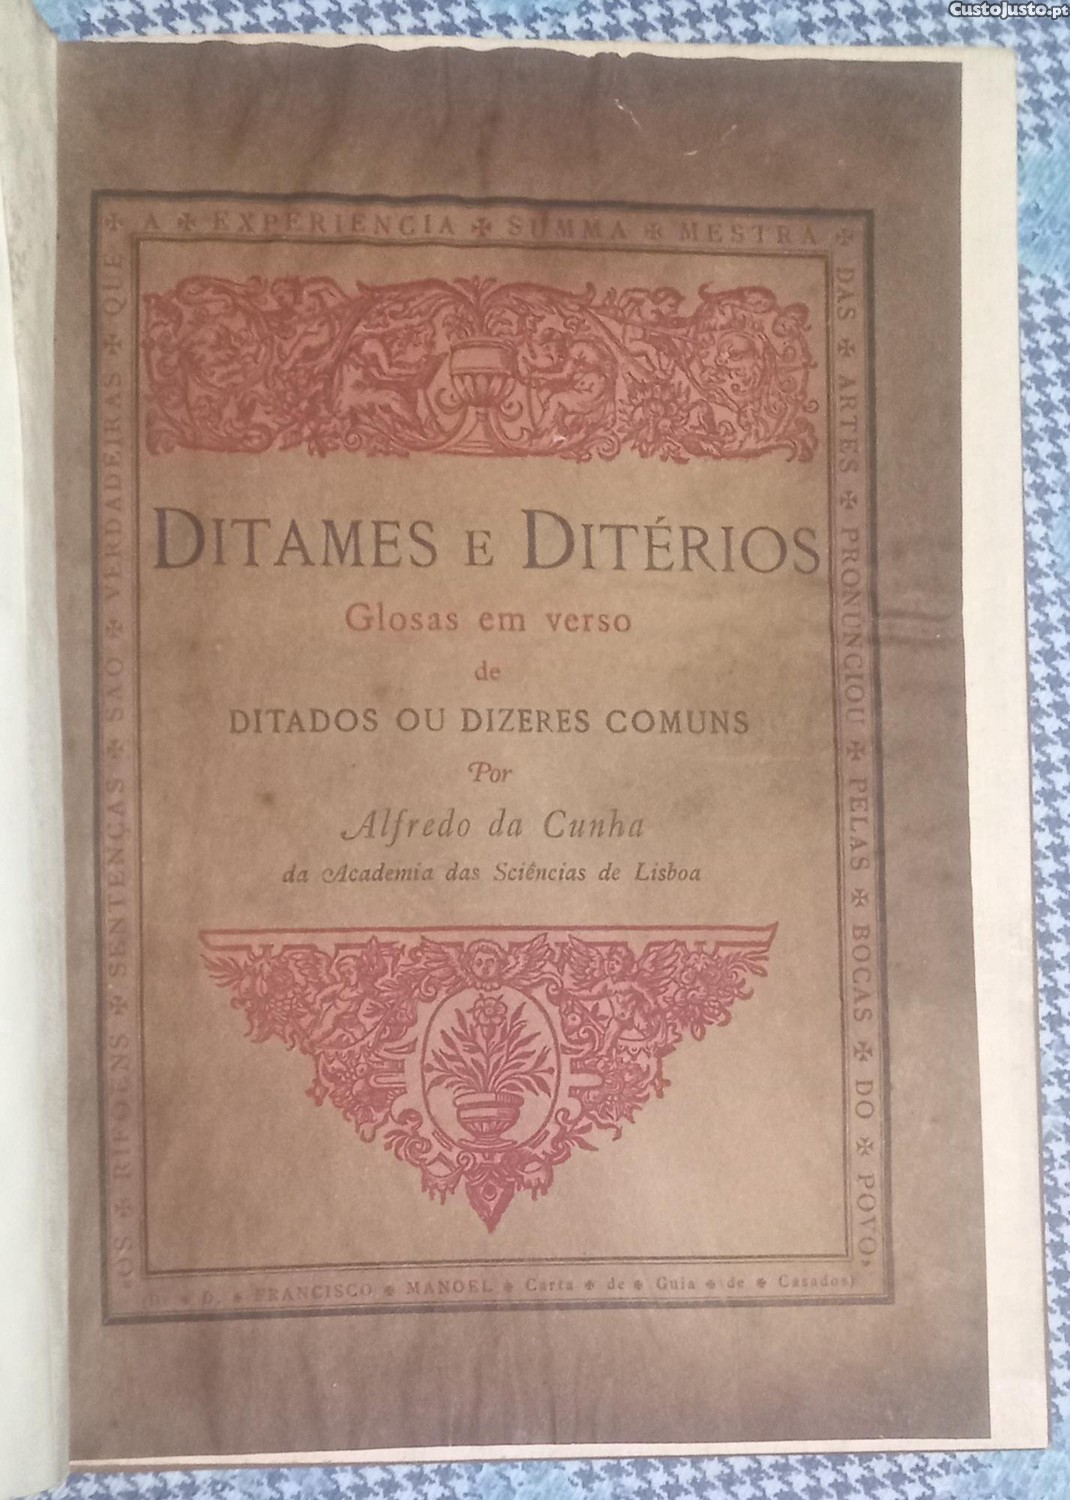 CustoJusto.pt
«OS ✠ RIFOENS ✠ SENTENÇAS ✠ SAO ✠ VERDADEIRAS ✠ QUE
✠ A ✠ EXPERIENCIA ✠ SUMMA ✠ MESTRA ✠
DAS ✠ ARTES ✠ PRONUNCIOU ✠ PELAS ✠ BOCAS ✠ DO ✠ POVO»
DITAMES E DITÉRIOS
Glosas em verso
de
DITADOS OU DIZERES COMUNS
Por
Alfredo da Cunha
da Academia das Sciências de Lisboa
D. ✠ FRANCISCO ✠ MANOEL ✠ Carta ✠ de ✠ Guia ✠ de ✠ Casados)